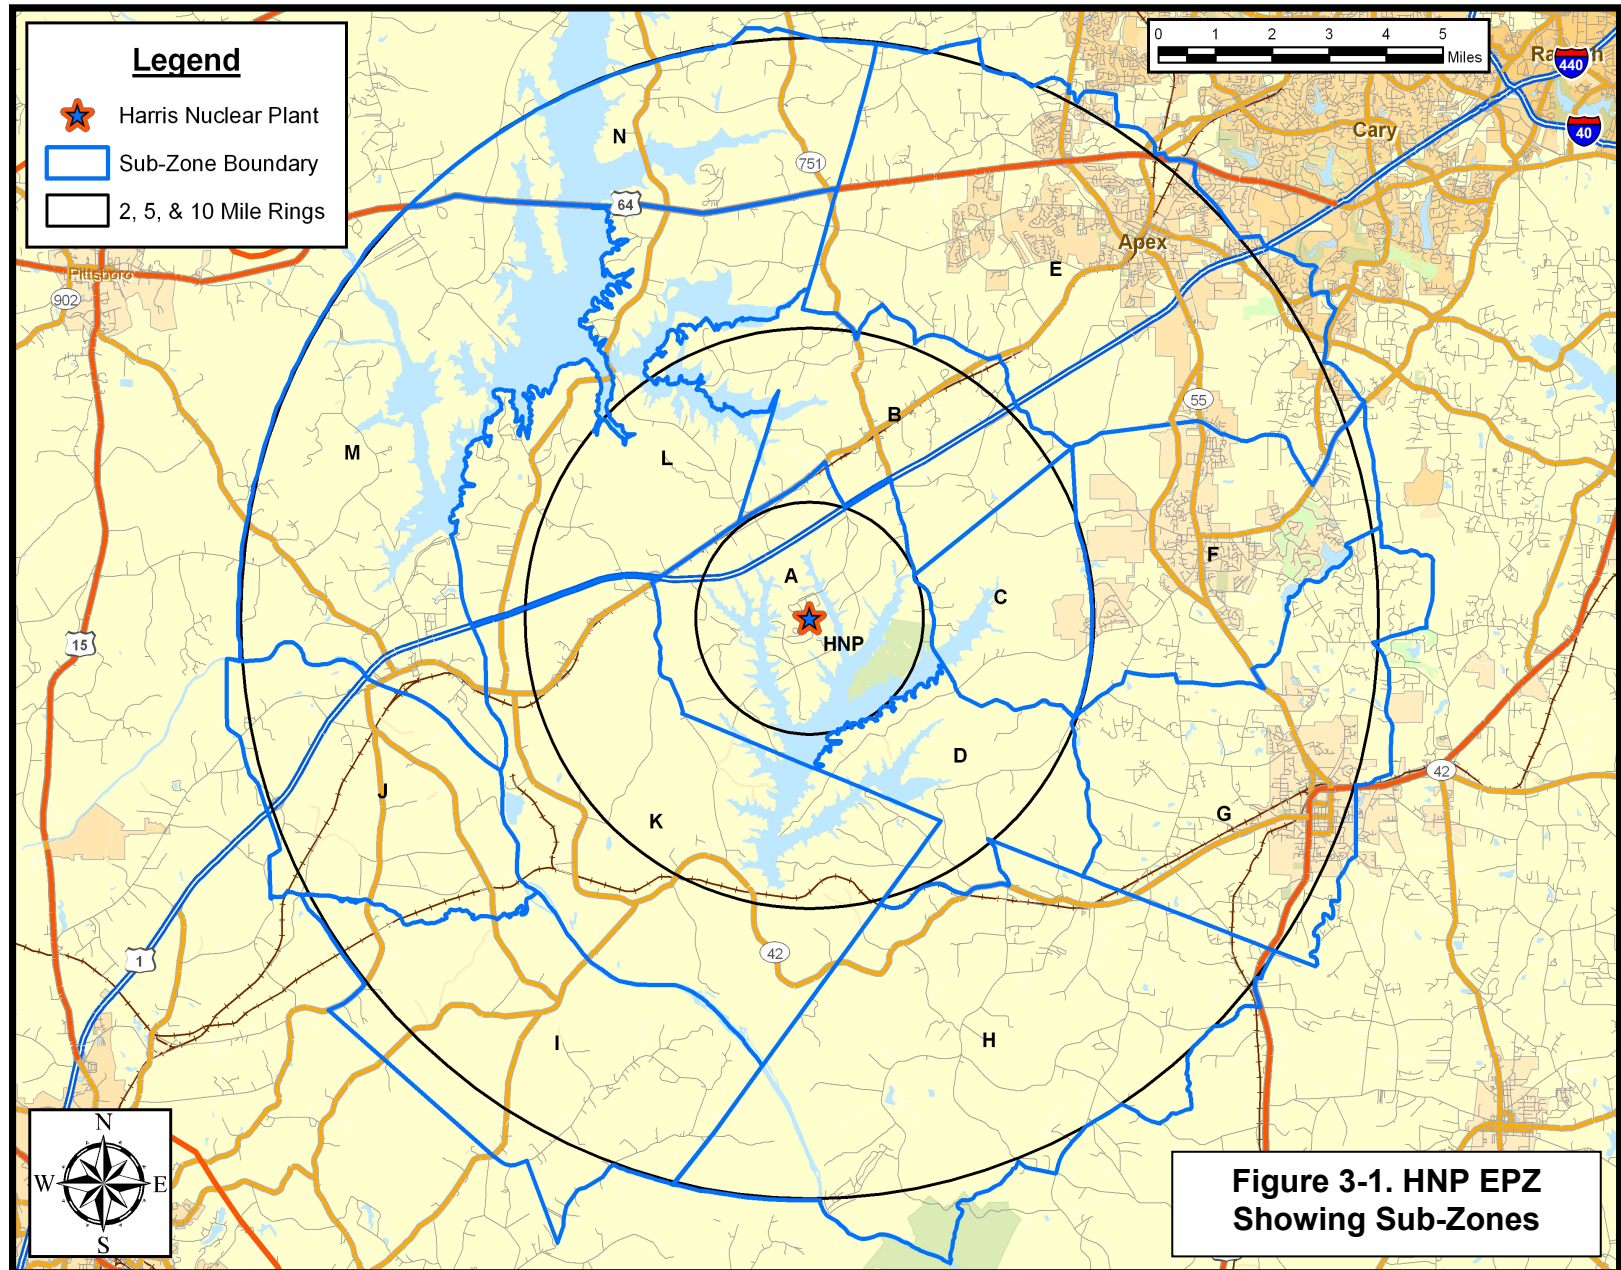 Legend
Harris Nuclear Plant
Sub-Zone Boundary
2, 5, & 10 Mile Rings
0 1 2 3 4 5
Miles
440
40
Cary
N
751
64
Apex
E
Pittsboro
902
55
B
M
L
F
A
C
HNP
15
D
42
J
K
G
1
42
I
H
N
W E
S
Figure 3-1. HNP EPZ
Showing Sub-Zones